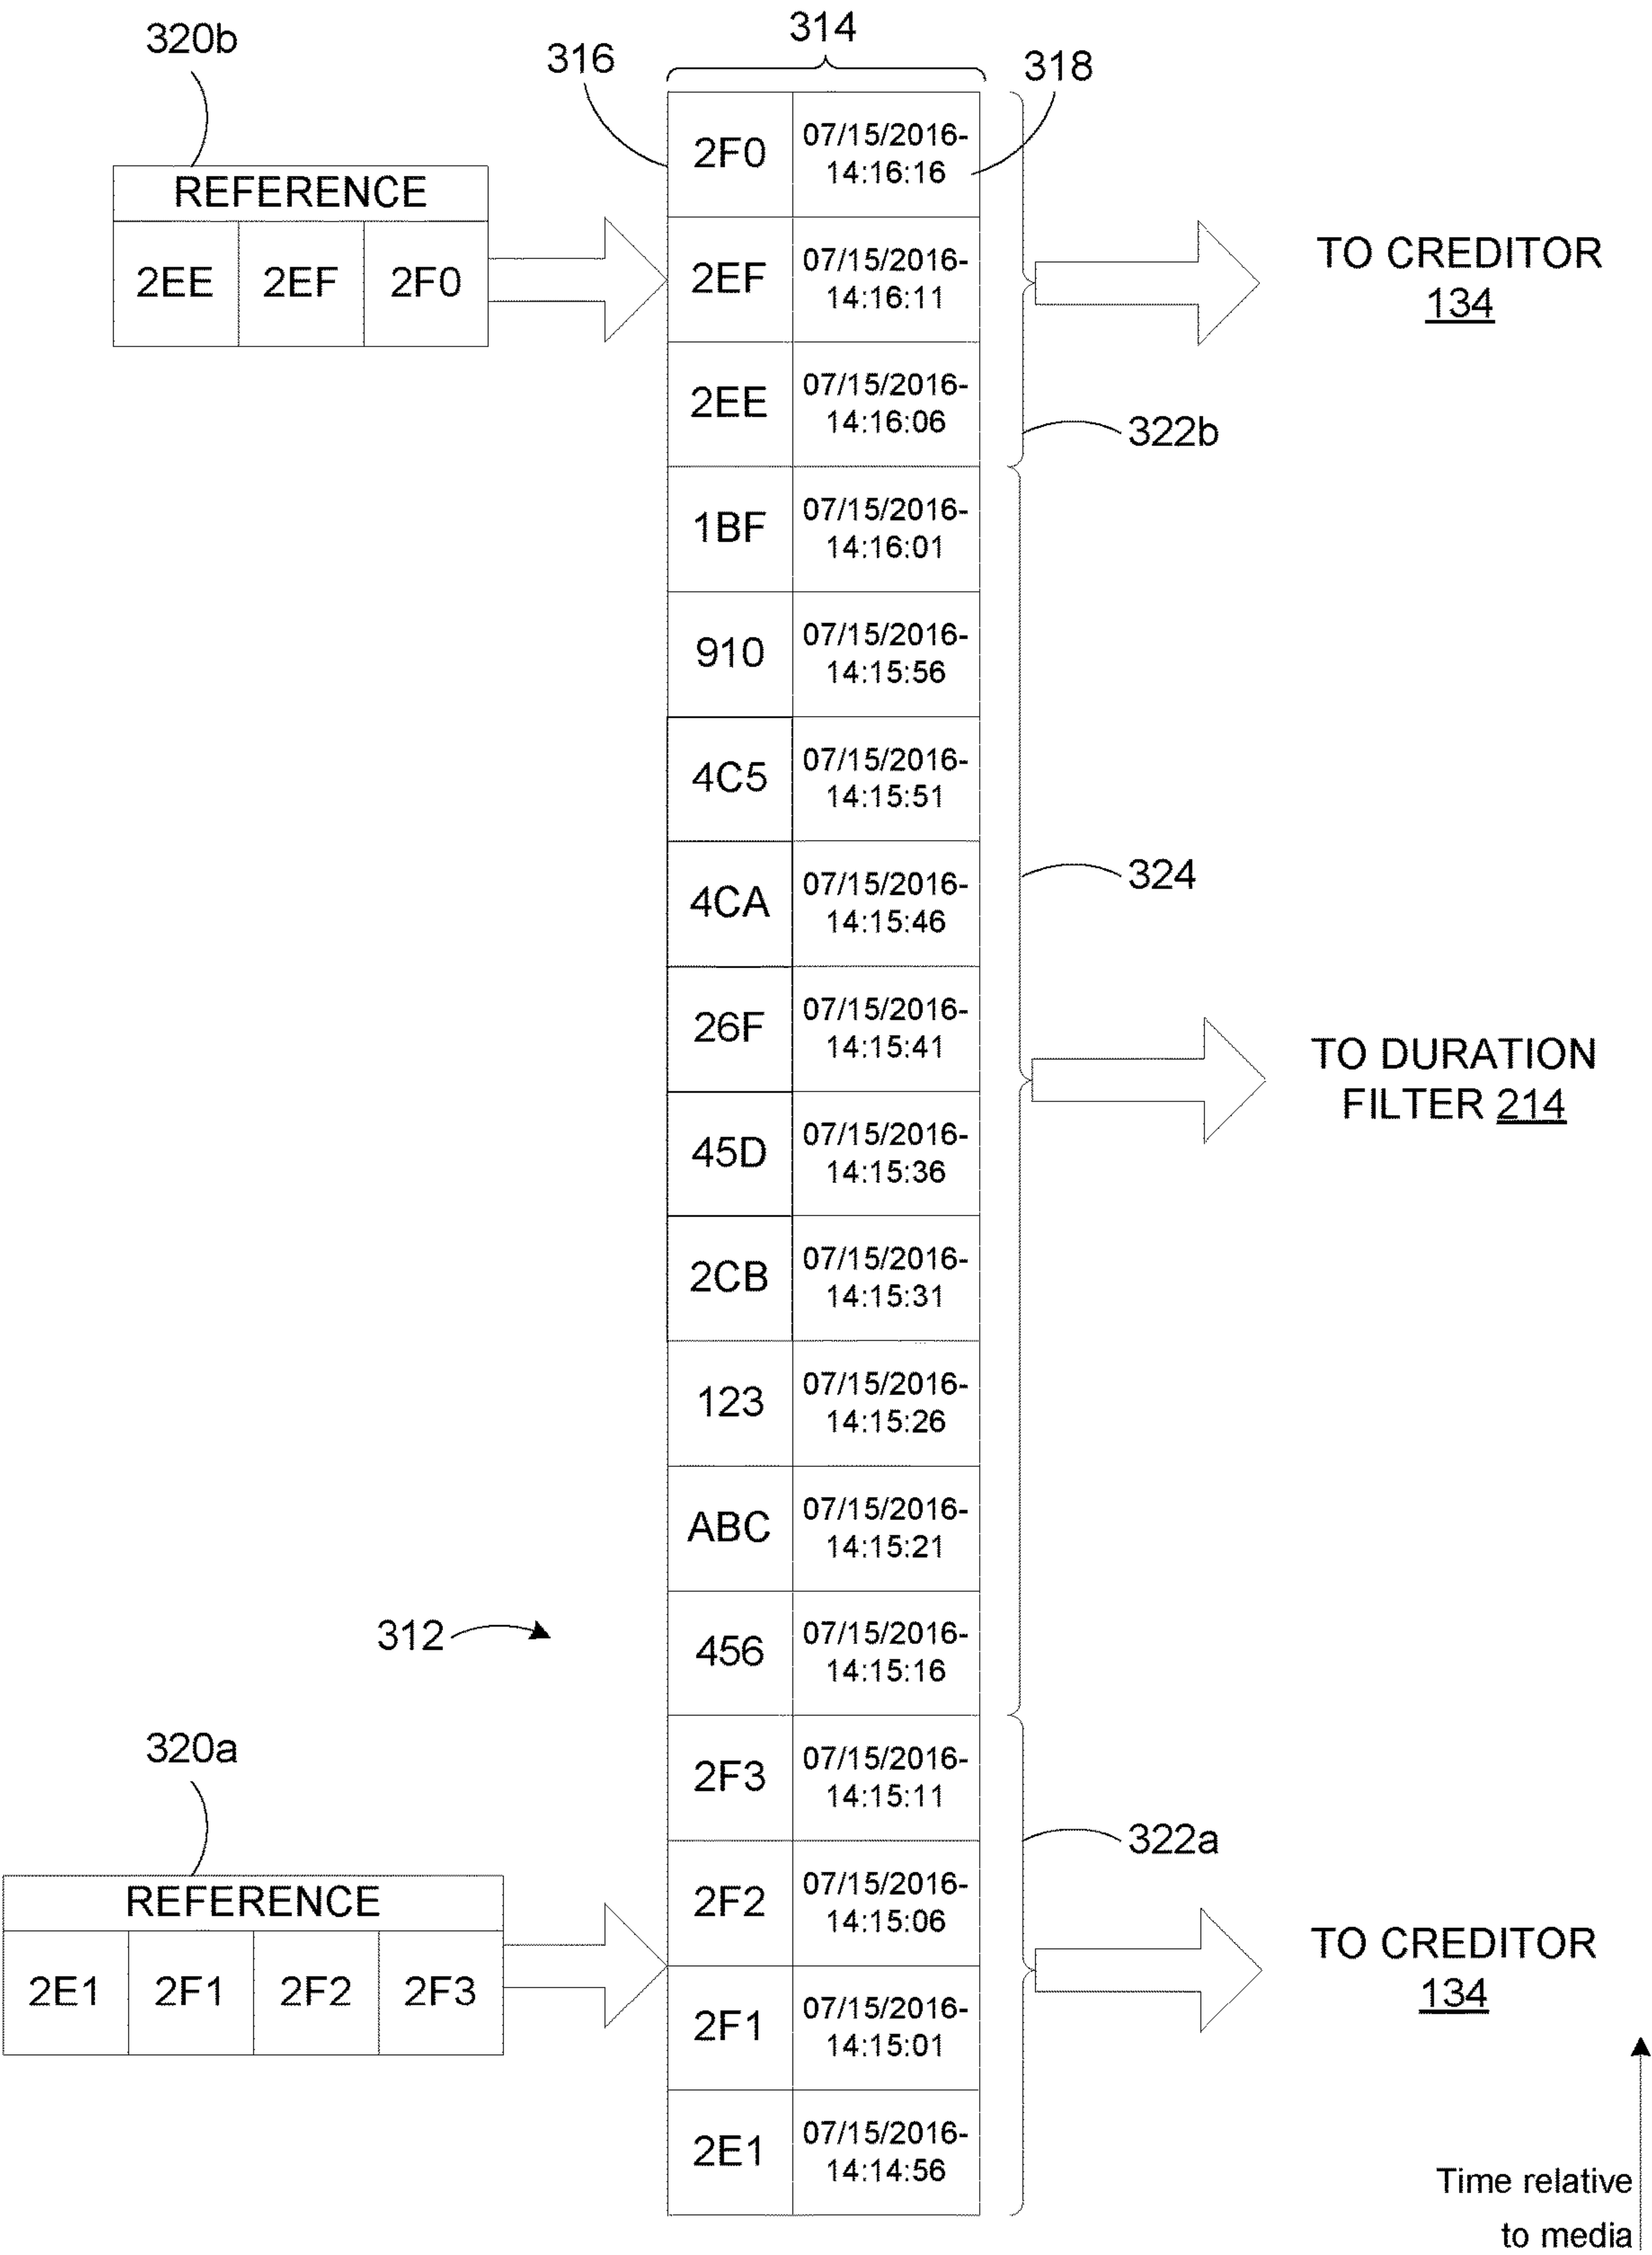 320b
316
314
318
REFERENCE
2EE 2EF 2F0
2F0 07/15/2016-
14:16:16
2EF 07/15/2016-
14:16:11
2EE 07/15/2016-
14:16:06
TO CREDITOR
134
322b
1BF 07/15/2016-
14:16:01
910 07/15/2016-
14:15:56
4C5 07/15/2016-
14:15:51
4CA 07/15/2016-
14:15:46
324
26F 07/15/2016-
14:15:41
45D 07/15/2016-
14:15:36
TO DURATION
FILTER 214
2CB 07/15/2016-
14:15:31
123 07/15/2016-
14:15:26
ABC 07/15/2016-
14:15:21
312
456 07/15/2016-
14:15:16
320a
REFERENCE
2E1 2F1 2F2 2F3
2F3 07/15/2016-
14:15:11
322a
2F2 07/15/2016-
14:15:06
2F1 07/15/2016-
14:15:01
TO CREDITOR
134
2E1 07/15/2016-
14:14:56
Time relative
to media